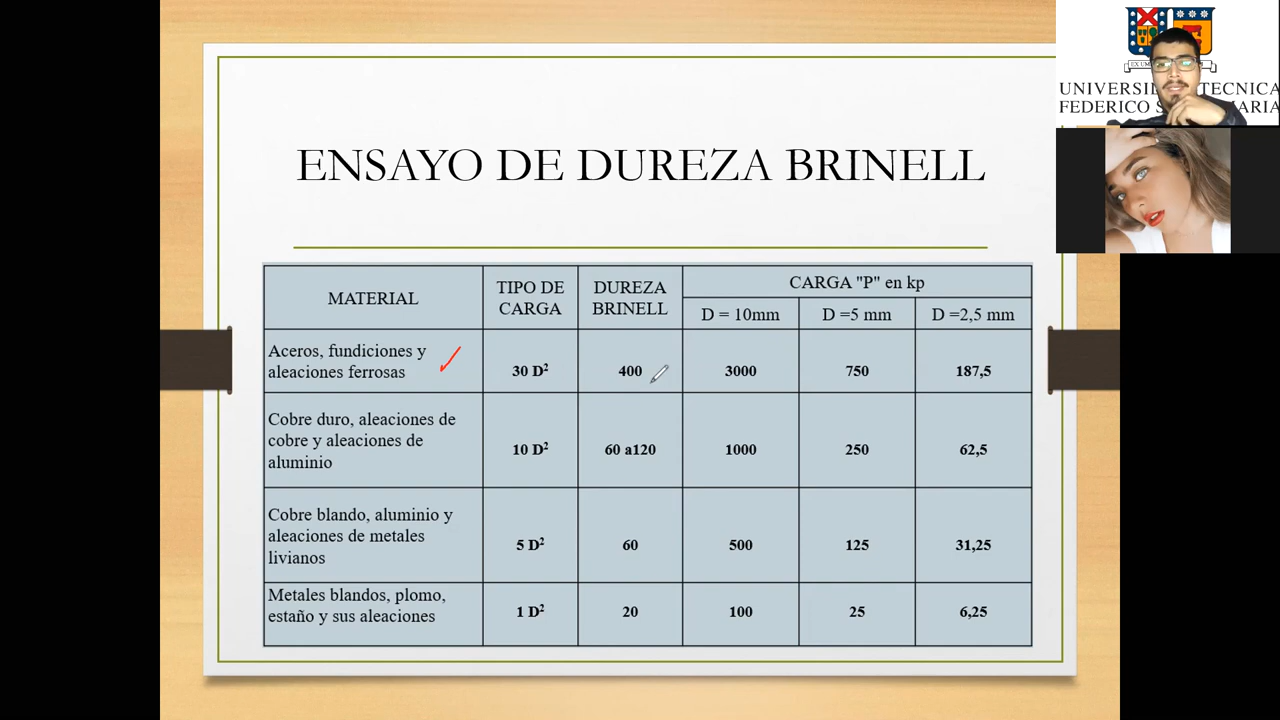 ENSAYO DE DUREZA BRINELL
MATERIAL
TIPO DE
CARGA
DUREZA
BRINELL
CARGA "P" en kp
D = 10mm
D =5 mm
D =2,5 mm
Aceros, fundiciones y
aleaciones ferrosas
30 D²
400
3000
750
187,5
Cobre duro, aleaciones de
cobre y aleaciones de
aluminio
10 D²
60 a120
1000
250
62,5
Cobre blando, aluminio y
aleaciones de metales
livianos
5 D²
60
500
125
31,25
Metales blandos, plomo,
estaño y sus aleaciones
1 D²
20
100
25
6,25
FEDERICO